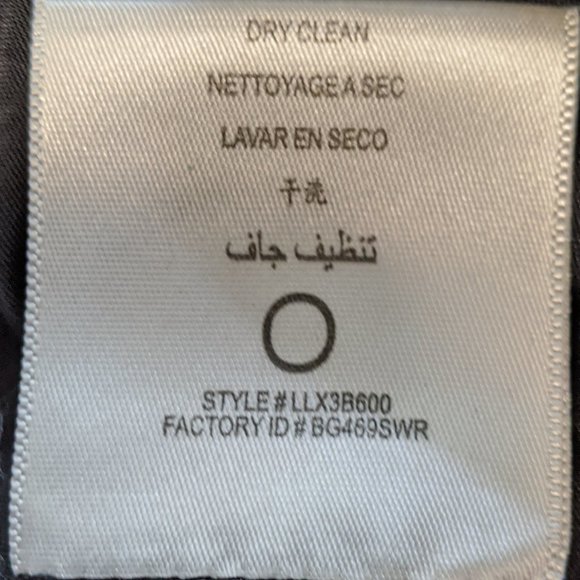 DRY CLEAN
NETTOYAGE A SEC
LAVAR EN SECO
干洗
تنظيف جاف
STYLE # LLX3B600
FACTORY ID # BG469SWR